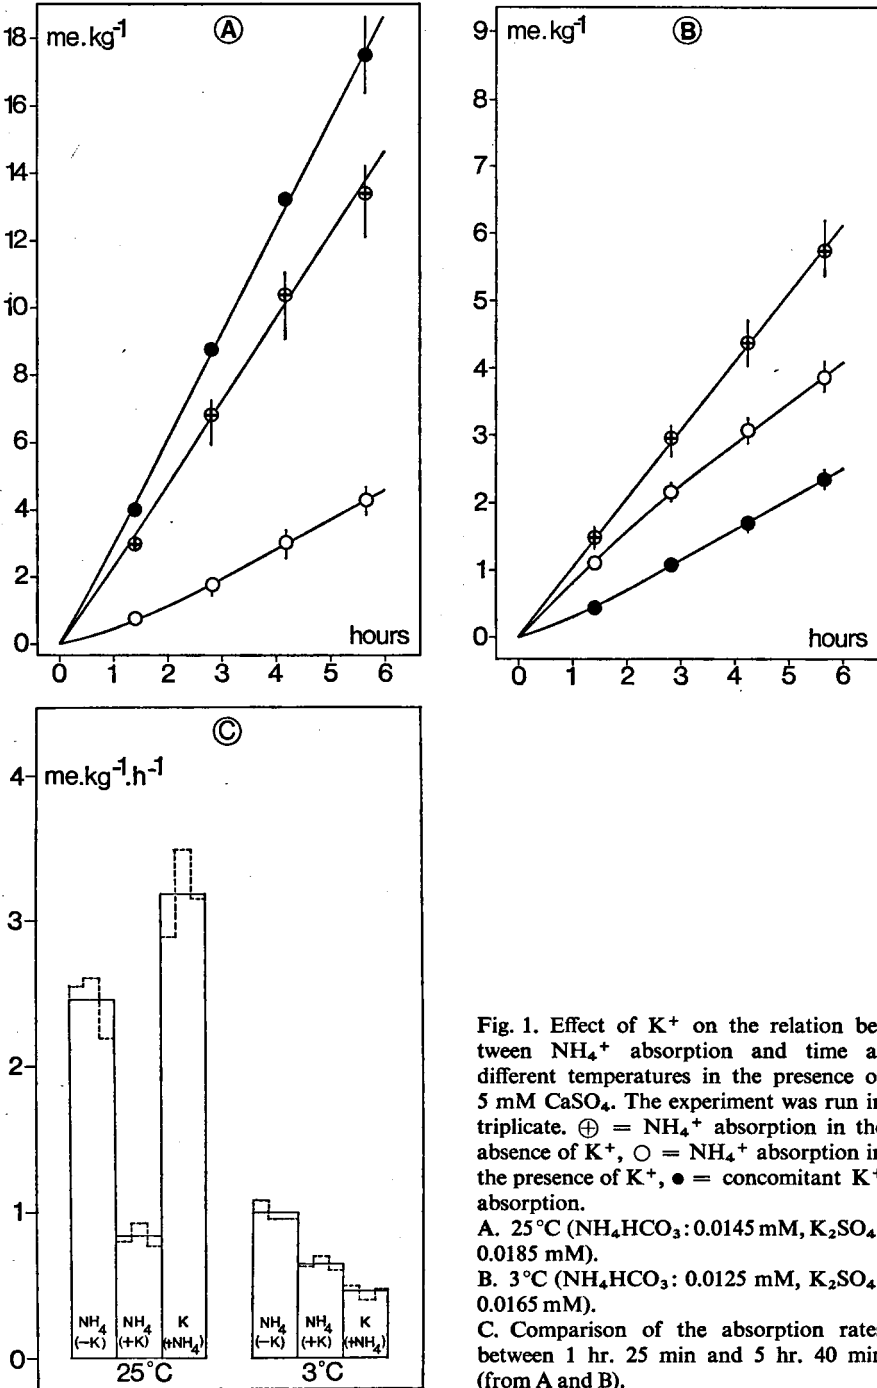 me.kg⁻¹ A
18
16
14
12
10
8
6
4
2
0
hours
0 1 2 3 4 5 6
me.kg⁻¹ B
9
8
7
6
5
4
3
2
1
0
hours
0 1 2 3 4 5 6
C
me.kg⁻¹.h⁻¹
4
3
2
1
0
NH₄ (−K)
NH₄ (+K)
K (+NH₄)
NH₄ (−K)
NH₄ (+K)
K (+NH₄)
25°C 3°C
Fig. 1. Effect of K⁺ on the relation be
tween NH₄⁺ absorption and time a
different temperatures in the presence o
5 mM CaSO₄. The experiment was run in
triplicate. ⊕ = NH₄⁺ absorption in the
absence of K⁺, ○ = NH₄⁺ absorption in
the presence of K⁺, ● = concomitant K⁺
absorption.
A. 25°C (NH₄HCO₃: 0.0145 mM, K₂SO₄
0.0185 mM).
B. 3°C (NH₄HCO₃: 0.0125 mM, K₂SO₄
0.0165 mM).
C. Comparison of the absorption rate
between 1 hr. 25 min and 5 hr. 40 min
(from A and B).